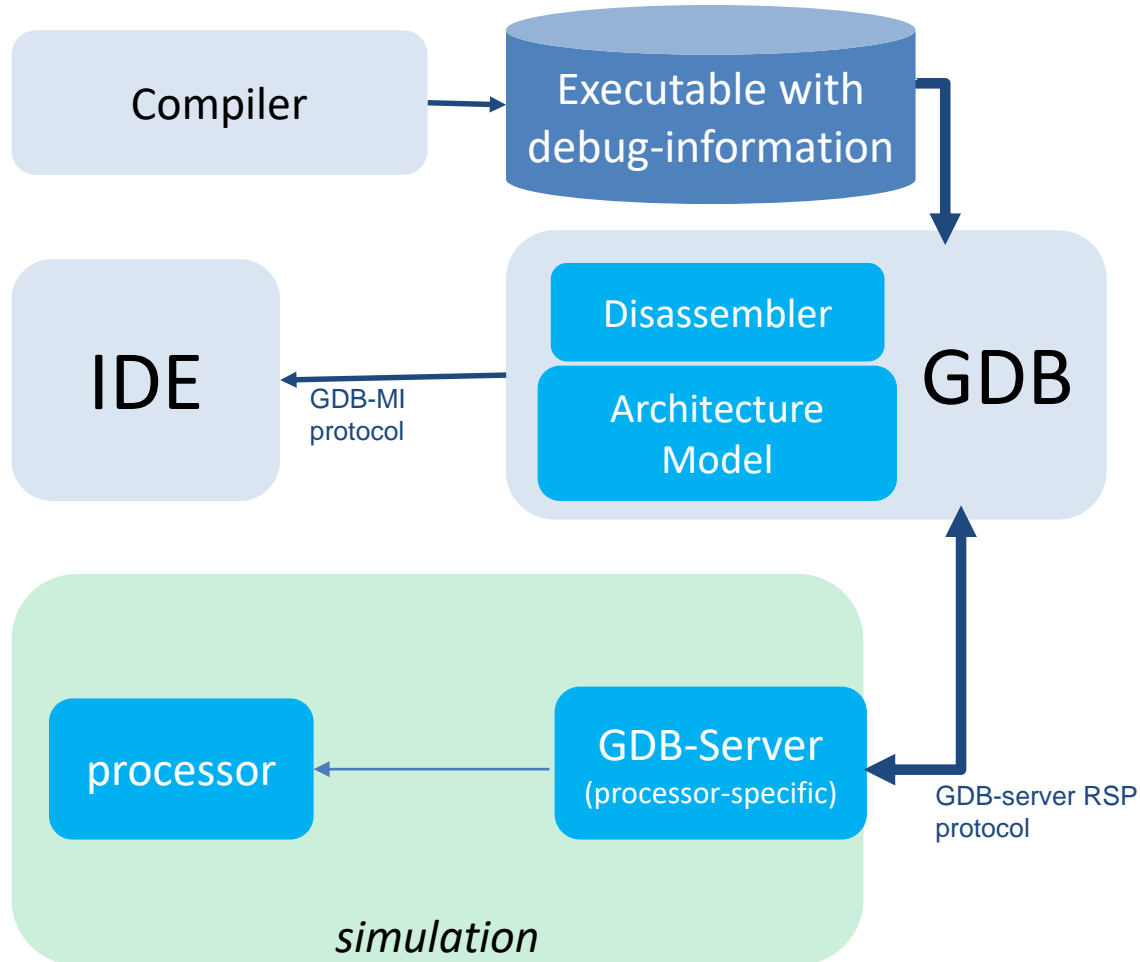 Compiler
Executable with
debug-information
IDE
GDB-MI
protocol
Disassembler
Architecture
Model
GDB
processor
GDB-Server
(processor-specific)
GDB-server RSP
protocol
simulation